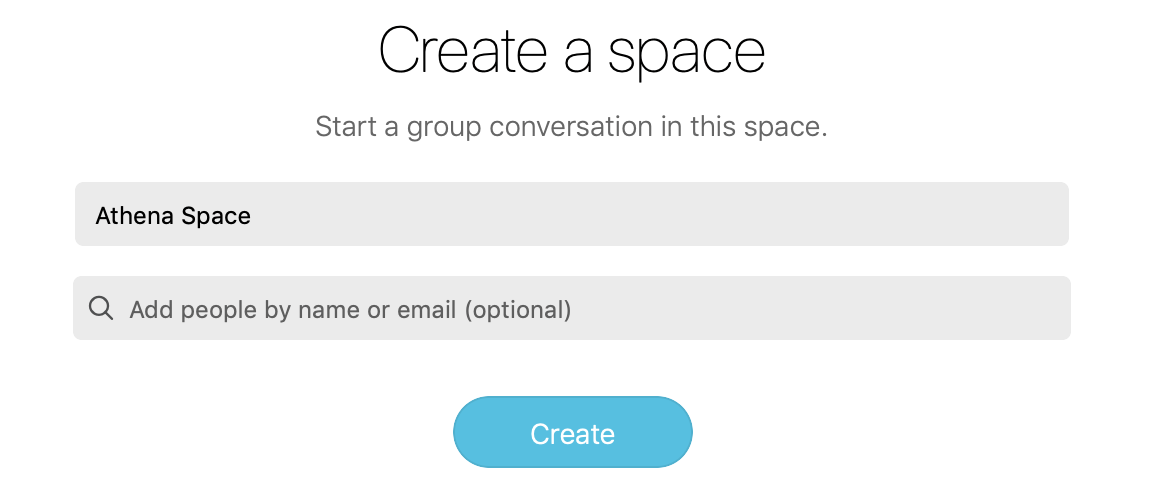 Create a space
Start a group conversation in this space.
Athena Space
Add people by name or email (optional)
Create